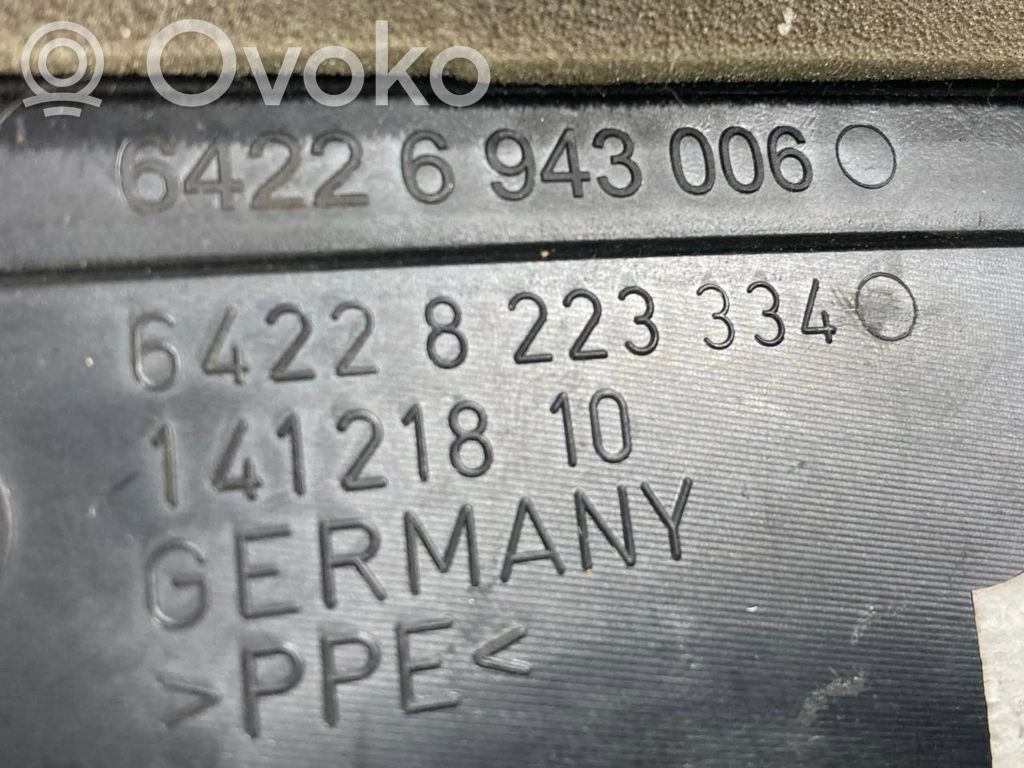 Ovoko
6422 6 943 006
6422 8 223 334
141218 10
GERMANY
>PPE<